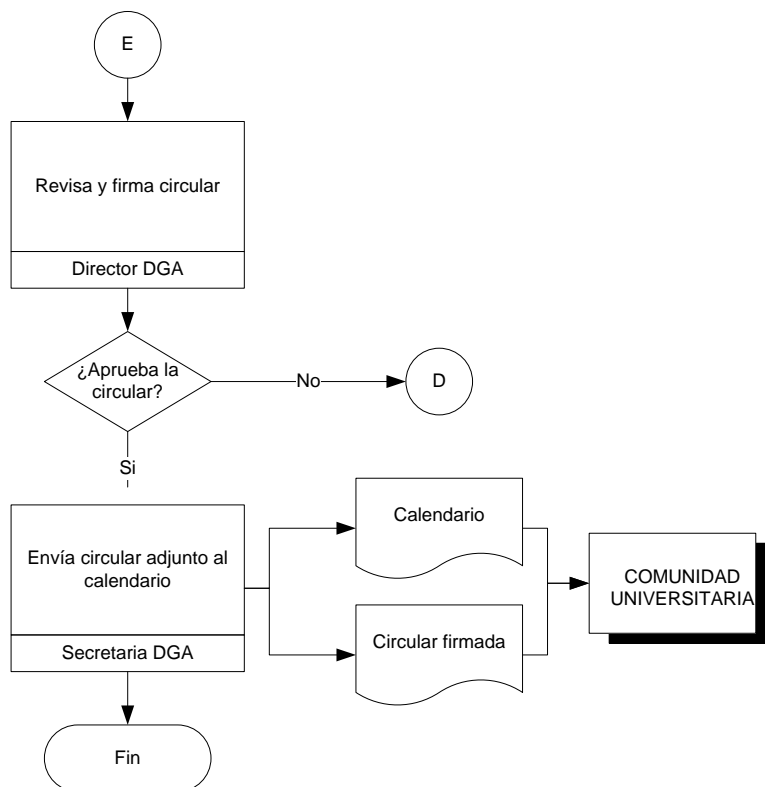 E
Revisa y firma circular
Director DGA
¿Aprueba la
circular?
No
D
Si
Envía circular adjunto al
calendario
Secretaria DGA
Calendario
Circular firmada
COMUNIDAD
UNIVERSITARIA
Fin